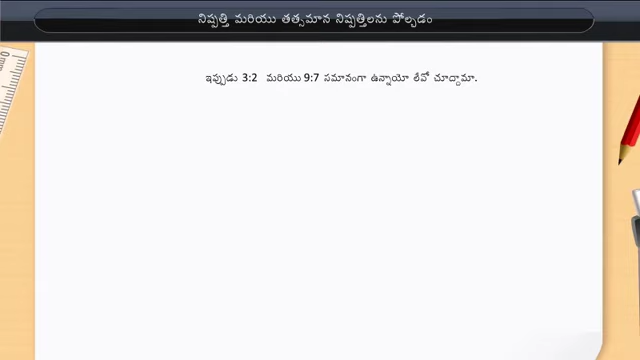 నిష్పత్తి మరియు తత్సమాన నిష్పత్తిలను పోల్చడం
ఇప్పుడు 3:2 మరియు 9:7 సమానంగా ఉన్నాయో లేవో చూద్దామా.